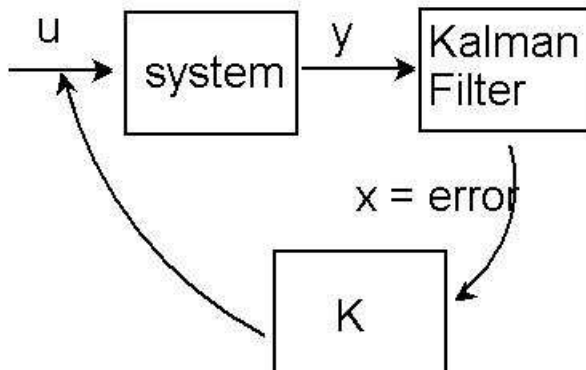 u
system
y
Kalman
Filter
x = error
K